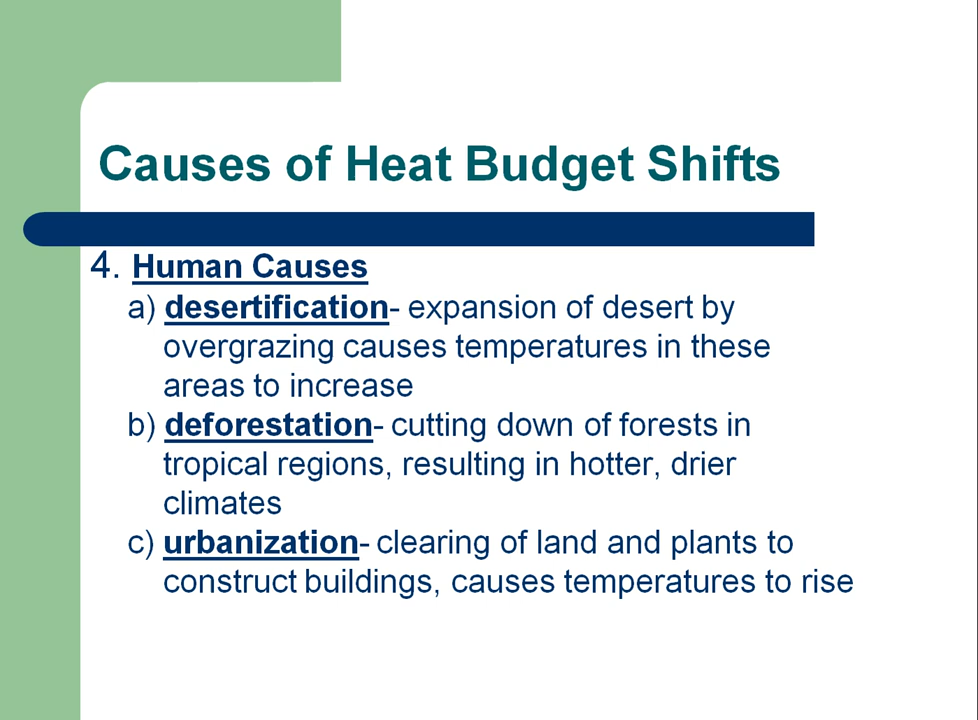 Causes of Heat Budget Shifts
4. Human Causes
a) desertification- expansion of desert by
overgrazing causes temperatures in these
areas to increase
b) deforestation- cutting down of forests in
tropical regions, resulting in hotter, drier
climates
c) urbanization- clearing of land and plants to
construct buildings, causes temperatures to rise